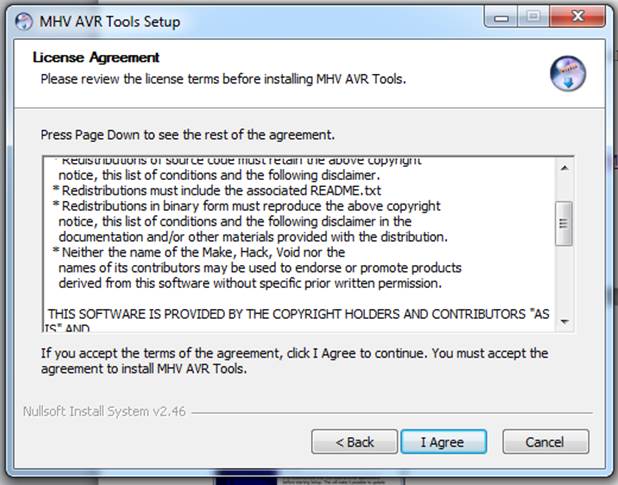 MHV AVR Tools Setup
License Agreement
Please review the license terms before installing MHV AVR Tools.
Press Page Down to see the rest of the agreement.
* Redistributions of source code must retain the above copyright
notice, this list of conditions and the following disclaimer.
* Redistributions must include the associated README.txt
* Redistributions in binary form must reproduce the above copyright
notice, this list of conditions and the following disclaimer in the
documentation and/or other materials provided with the distribution.
* Neither the name of the Make, Hack, Void nor the
names of its contributors may be used to endorse or promote products
derived from this software without specific prior written permission.
THIS SOFTWARE IS PROVIDED BY THE COPYRIGHT HOLDERS AND CONTRIBUTORS "AS
IS" AND
If you accept the terms of the agreement, click I Agree to continue. You must accept the
agreement to install MHV AVR Tools.
Nullsoft Install System v2.46
< Back
I Agree
Cancel